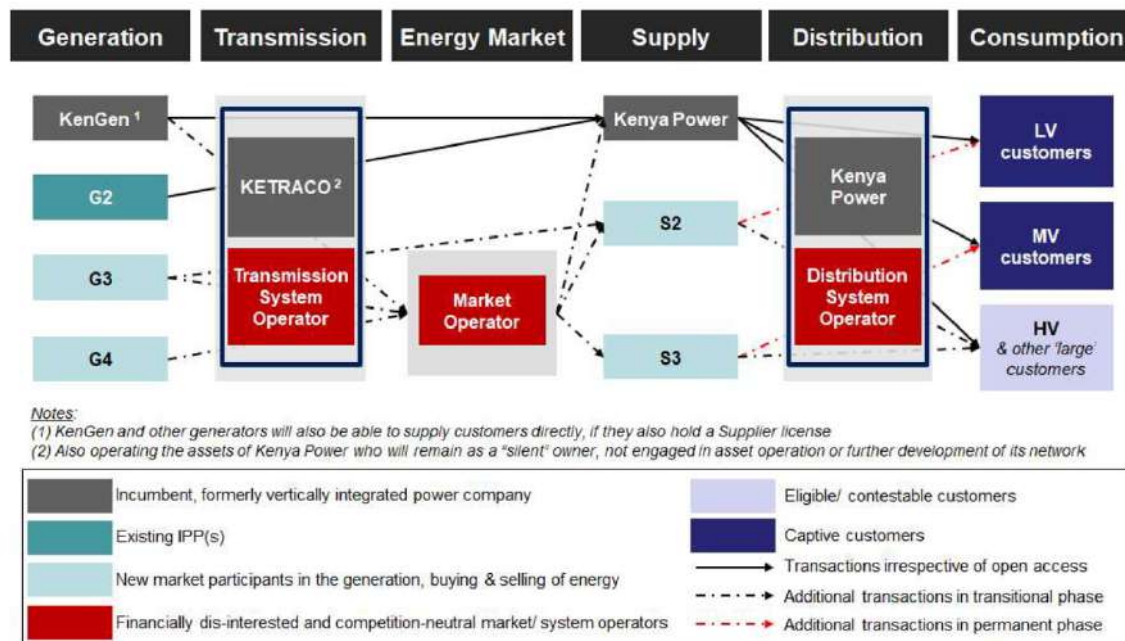 Generation Transmission Energy Market Supply Distribution Consumption
KenGen 1
Kenya Power
LV
customers
KETRACO 2
Kenya
Power
G2
S2
MV
customers
G3
Transmission
System
Operator
Market
Operator
Distribution
System
Operator
G4
S3
HV
& other 'large'
customers
Notes:
(1) KenGen and other generators will also be able to supply customers directly, if they also hold a Supplier license
(2) Also operating the assets of Kenya Power who will remain as a "silent" owner, not engaged in asset operation or further development of its network
Incumbent, formerly vertically integrated power company
Existing IPP(s)
New market participants in the generation, buying & selling of energy
Financially dis-interested and competition-neutral market/ system operators
Eligible/ contestable customers
Captive customers
Transactions irrespective of open access
Additional transactions in transitional phase
Additional transactions in permanent phase